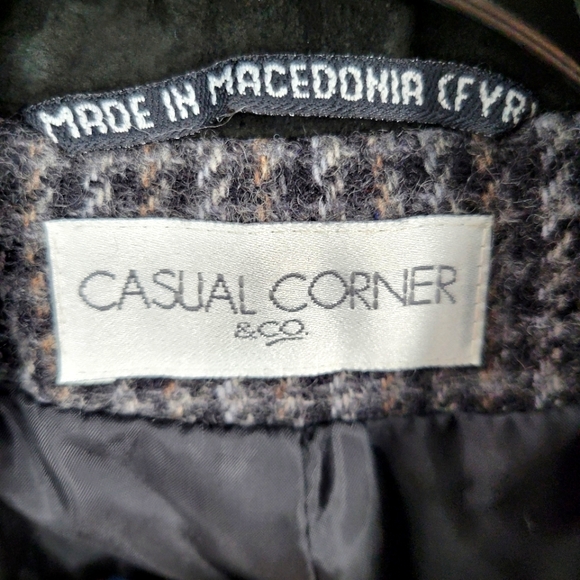 MADE IN MACEDONIA (FYR)
CASUAL CORNER
&CO.